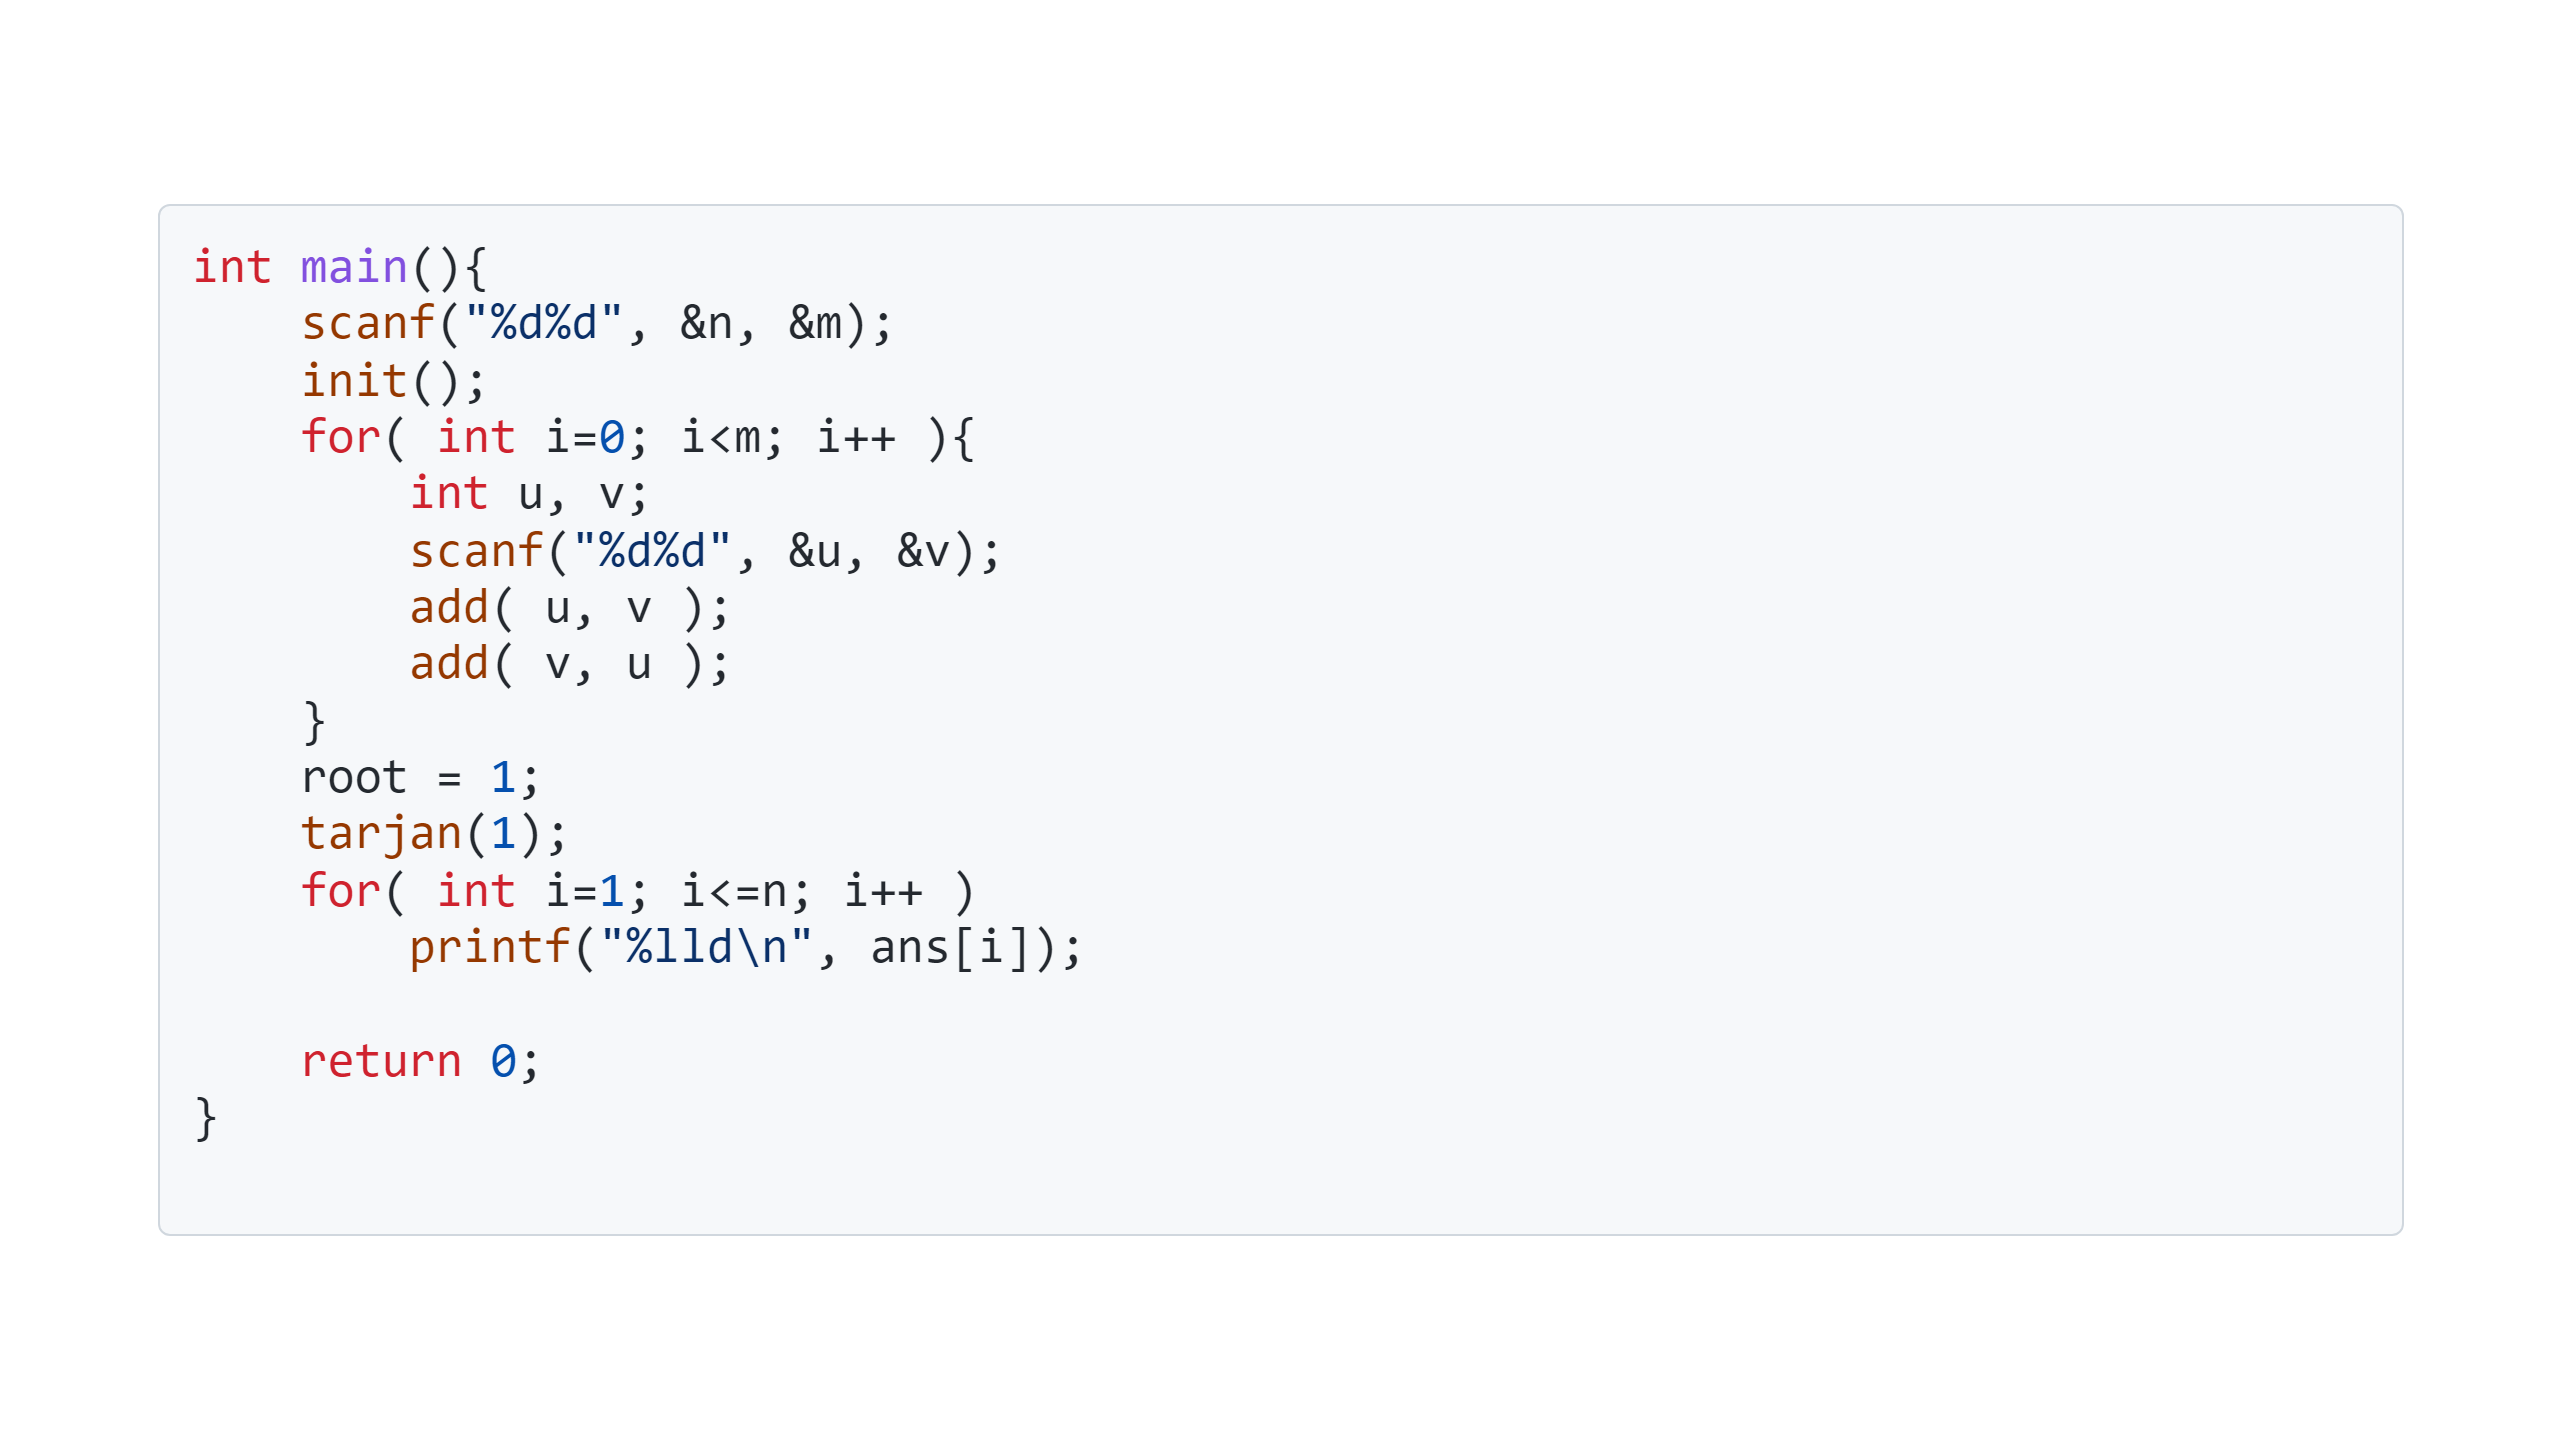 int main(){
    scanf("%d%d", &n, &m);
    init();
    for( int i=0; i<m; i++ ){
        int u, v;
        scanf("%d%d", &u, &v);
        add( u, v );
        add( v, u );
    }
    root = 1;
    tarjan(1);
    for( int i=1; i<=n; i++ )
        printf("%lld\n", ans[i]);

    return 0;
}